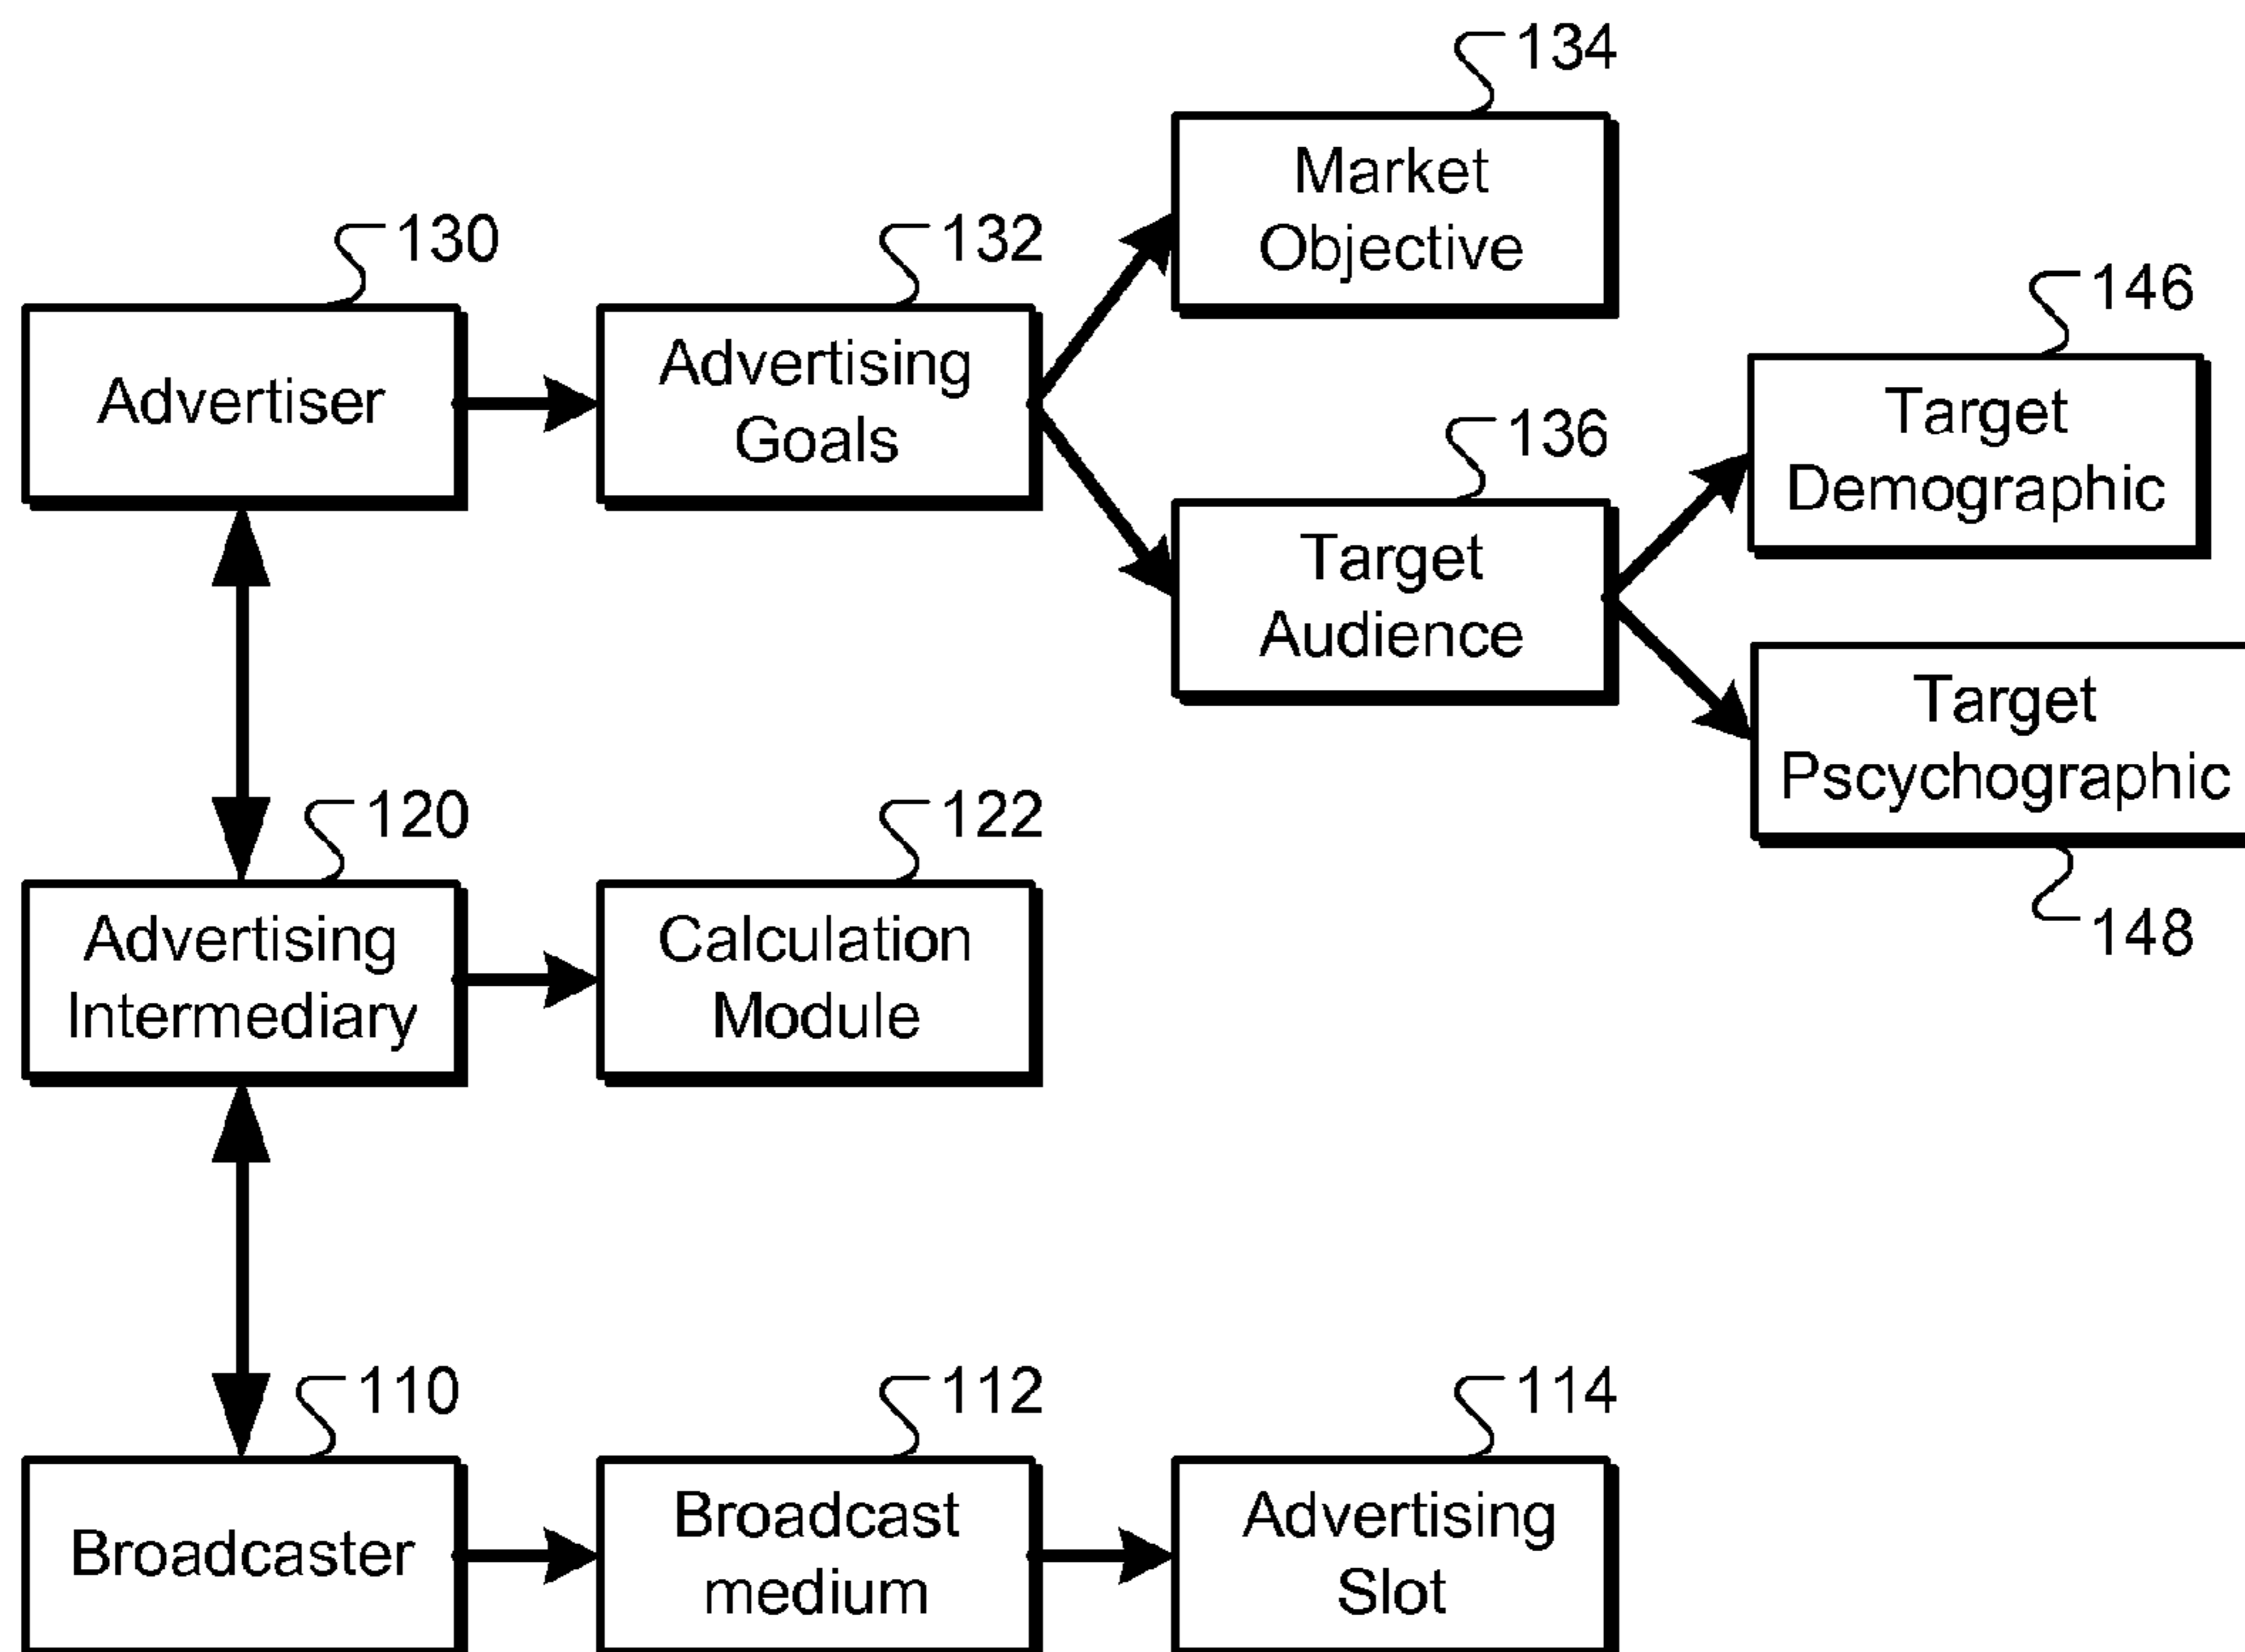 134
Market
Objective
130
132
146
Advertiser
Advertising
Goals
Target
Demographic
136
Target
Audience
Target
Pscychographic
148
120
122
Advertising
Intermediary
Calculation
Module
110
112
114
Broadcaster
Broadcast
medium
Advertising
Slot